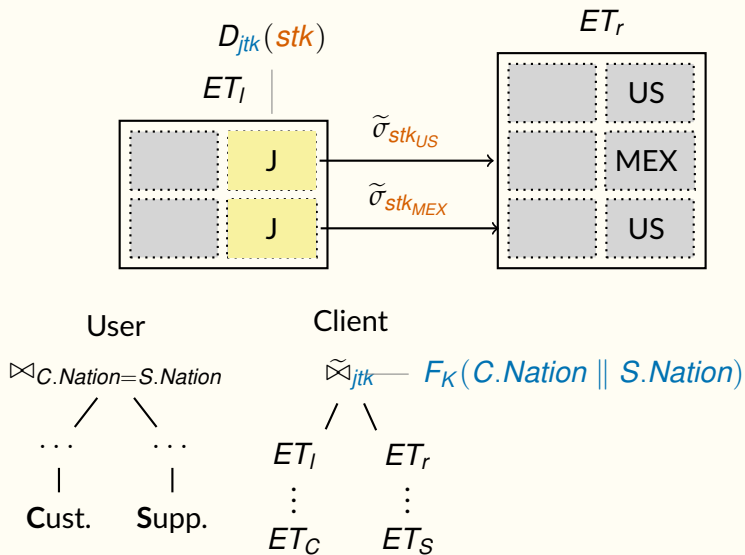 ET_r
D_jtk(stk)
ET_l
US
σ̃_stk_US
J
MEX
σ̃_stk_MEX
J
US
User
Client
⋈_C.Nation=S.Nation
⋈̃_jtk
F_K(C.Nation ∥ S.Nation)
⋯ ⋯
ET_l ET_r
⋮ ⋮
Cust. Supp.
ET_C ET_S